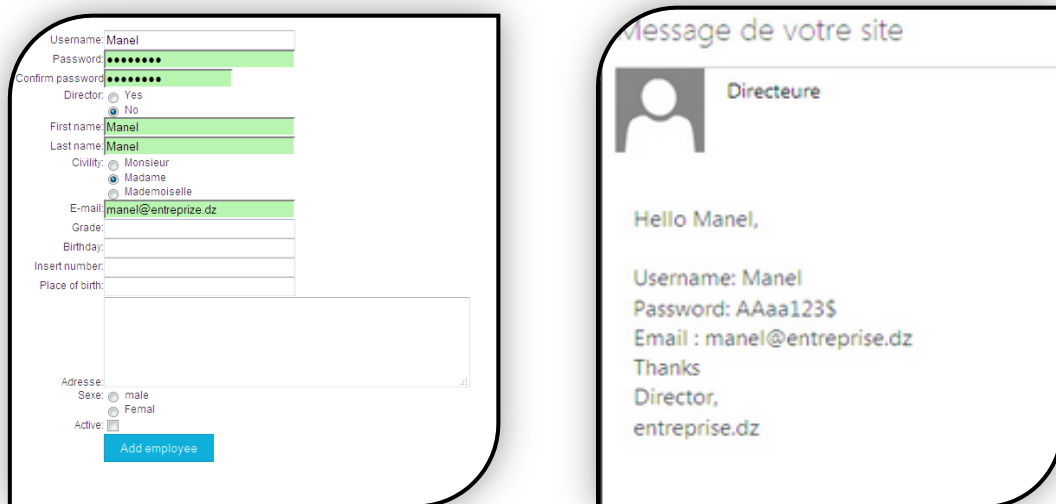 Username: Manel
Password: ●●●●●●●●
Confirm password ●●●●●●●●
Director: Yes
No
First name: Manel
Last name: Manel
Civility: Monsieur
Madame
Mademoiselle
E-mail: manel@entreprize.dz
Grade:
Birthday:
Insert number:
Place of birth:
Adresse:
Sexe: male
Femal
Active:
Add employee
Message de votre site
Directeure
Hello Manel,
Username: Manel
Password: AAaa123$
Email : manel@entreprise.dz
Thanks
Director,
entreprise.dz